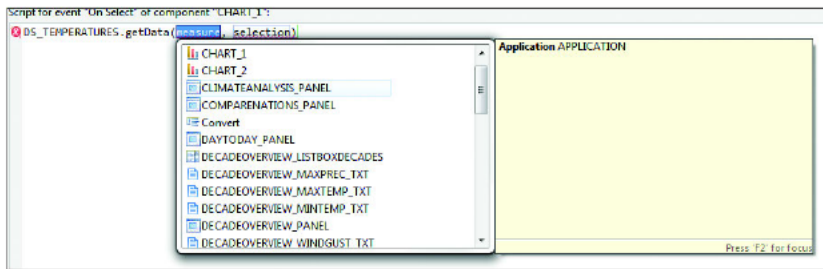 Script for event "On Select" of component "CHART_1":
DS_TEMPERATURES.getData(measure, selection)
CHART_1
CHART_2
CLIMATEANALYSIS_PANEL
COMPARENATIONS_PANEL
Convert
DAYTODAY_PANEL
DECADEOVERVIEW_LISTBOXDECADES
DECADEOVERVIEW_MAXPREC_TXT
DECADEOVERVIEW_MAXTEMP_TXT
DECADEOVERVIEW_MINTEMP_TXT
DECADEOVERVIEW_PANEL
DECADEOVERVIEW_WINDGUST_TXT
Application APPLICATION
Press 'F2' for focus